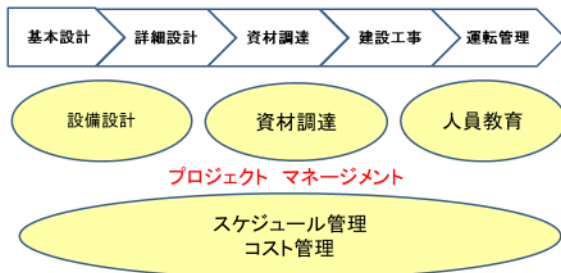 基本設計 詳細設計 資材調達 建設工事 運転管理
設備設計 資材調達 人員教育
プロジェクト マネージメント
スケジュール管理
コスト管理